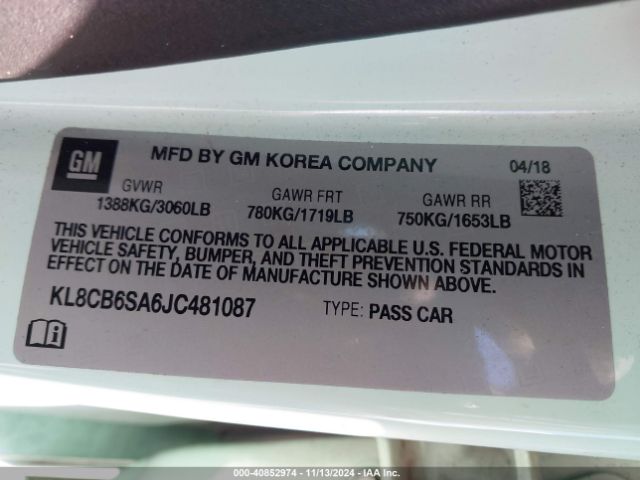 GM MFD BY GM KOREA COMPANY 04/18
GVWR GAWR FRT GAWR RR
1388KG/3060LB 780KG/1719LB 750KG/1653LB
THIS VEHICLE CONFORMS TO ALL APPLICABLE U.S. FEDERAL MOTOR
VEHICLE SAFETY, BUMPER, AND THEFT PREVENTION STANDARDS IN
EFFECT ON THE DATE OF MANUFACTURE SHOWN ABOVE.
KL8CB6SA6JC481087 TYPE: PASS CAR
000-40852974 - 11/13/2024 - IAA Inc.